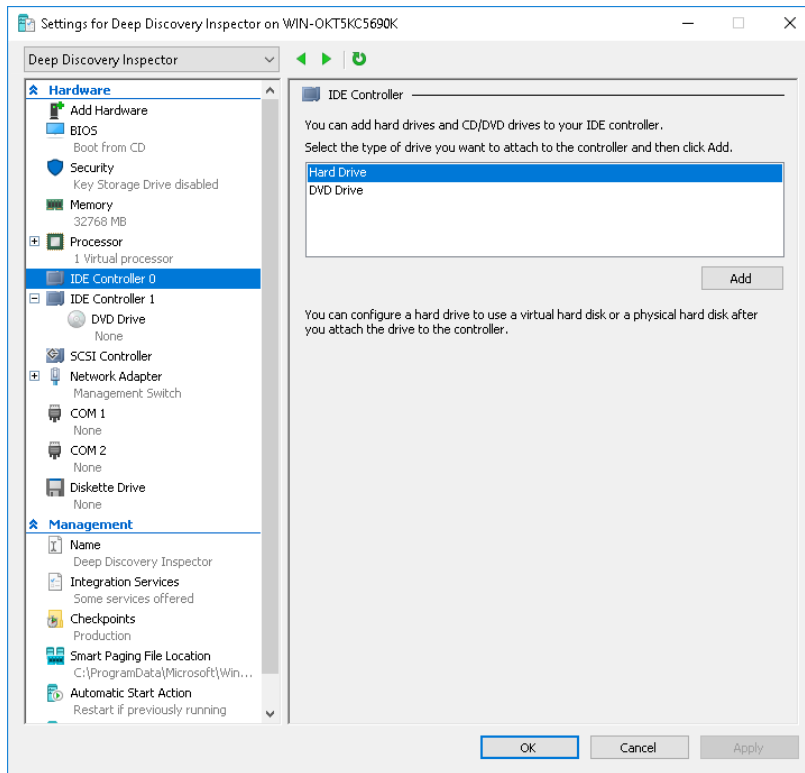 Settings for Deep Discovery Inspector on WIN-OKT5KC5690K
Deep Discovery Inspector
Hardware
Add Hardware
BIOS
Boot from CD
Security
Key Storage Drive disabled
Memory
32768 MB
Processor
1 Virtual processor
IDE Controller 0
IDE Controller 1
DVD Drive
None
SCSI Controller
Network Adapter
Management Switch
COM 1
None
COM 2
None
Diskette Drive
None
Management
Name
Deep Discovery Inspector
Integration Services
Some services offered
Checkpoints
Production
Smart Paging File Location
C:\ProgramData\Microsoft\Win...
Automatic Start Action
Restart if previously running
IDE Controller
You can add hard drives and CD/DVD drives to your IDE controller.
Select the type of drive you want to attach to the controller and then click Add.
Hard Drive
DVD Drive
Add
You can configure a hard drive to use a virtual hard disk or a physical hard disk after
you attach the drive to the controller.
OK
Cancel
Apply